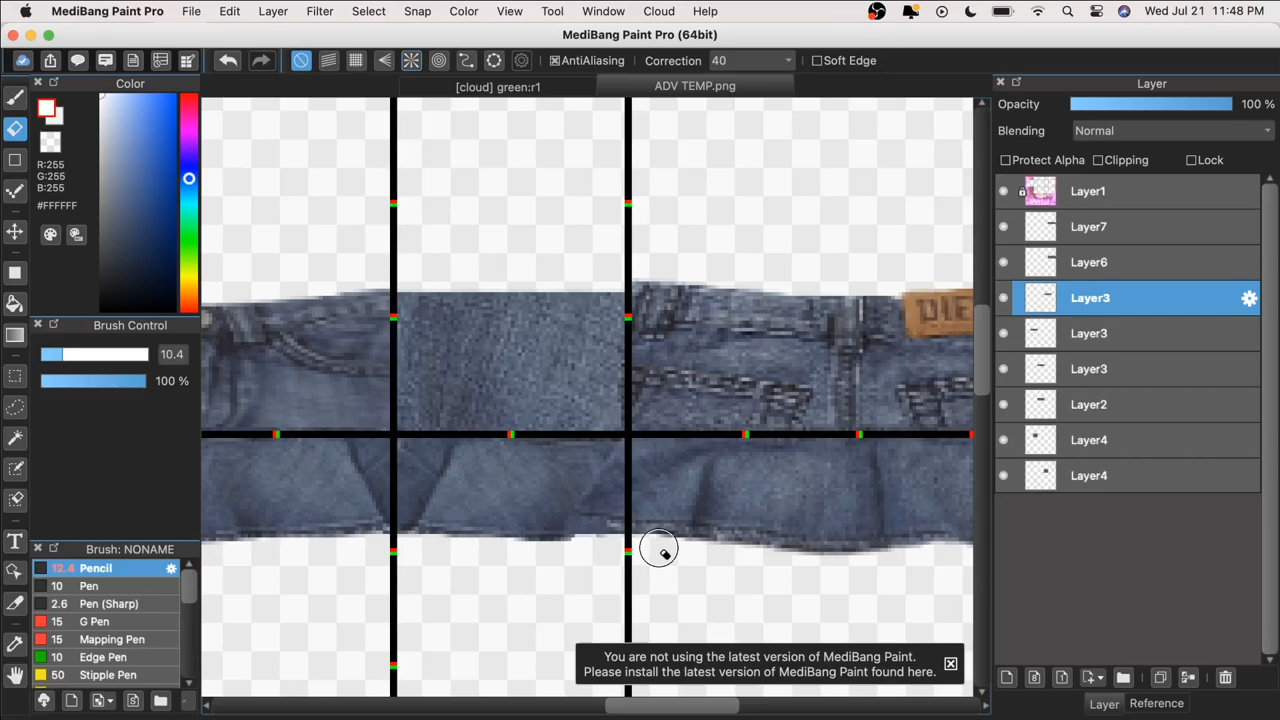 MediBang Paint Pro File Edit Layer Filter Select Snap Color View Tool Window Cloud Help Wed Jul 21 11:48 PM
MediBang Paint Pro (64bit)
AntiAliasing Correction 40 Soft Edge
Color
[cloud] green:r1
ADV TEMP.png
Layer
R:255
G:255
B:255
#FFFFFF
Brush Control
10.4
100 %
Brush: NONAME
12.4 Pencil
10 Pen
2.6 Pen (Sharp)
15 G Pen
15 Mapping Pen
10 Edge Pen
50 Stipple Pen
DIE
You are not using the latest version of MediBang Paint.
Please install the latest version of MediBang Paint found here.
Opacity 100 %
Blending Normal
Protect Alpha Clipping Lock
Layer1
Layer7
Layer6
Layer3
Layer3
Layer3
Layer2
Layer4
Layer4
Layer Reference